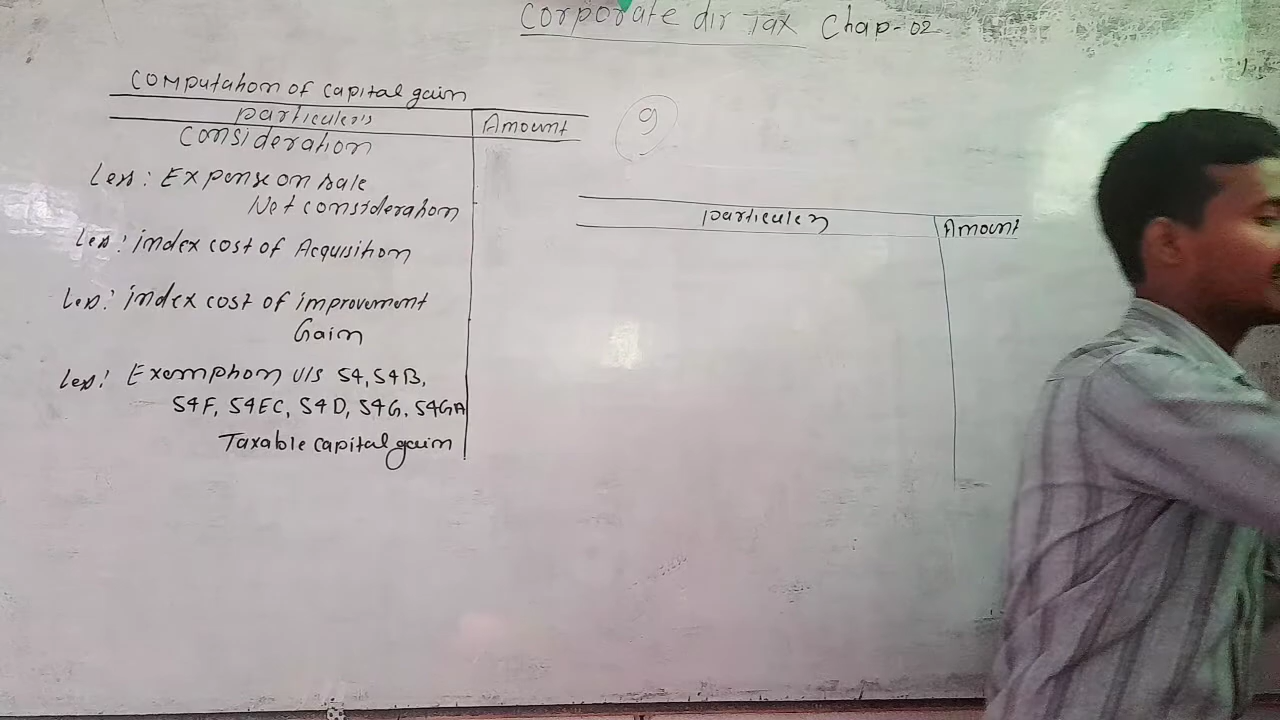 Corporate dir Tax Chap-02
Computation of capital gain
particulers
Amount
Consideration
Less: Expense on sale
Net consideration
Less: index cost of Acquisition
Less: index cost of improvement
Gain
Less: Exemption u/s 54, 54B,
54F, 54EC, 54D, 54G, 54GA
Taxable capital gain
9
particulers
Amount